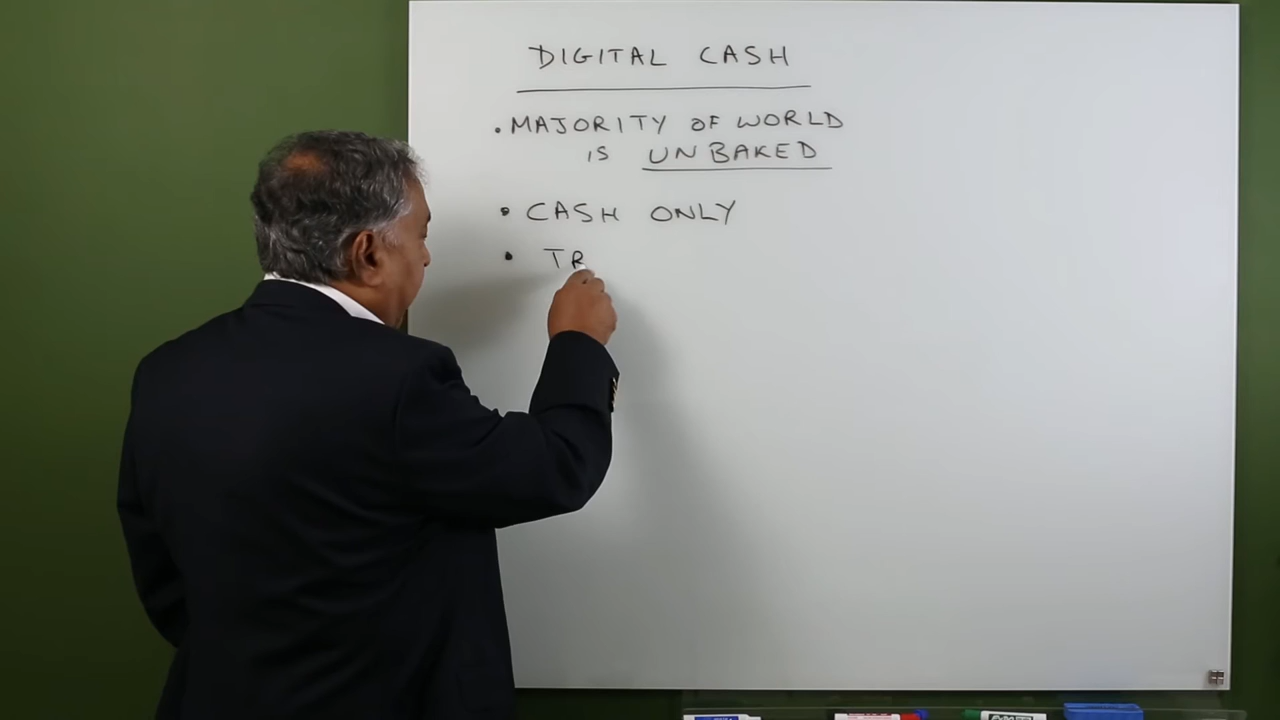 DIGITAL CASH
• MAJORITY OF WORLD
IS UNBAKED
• CASH ONLY
• TR